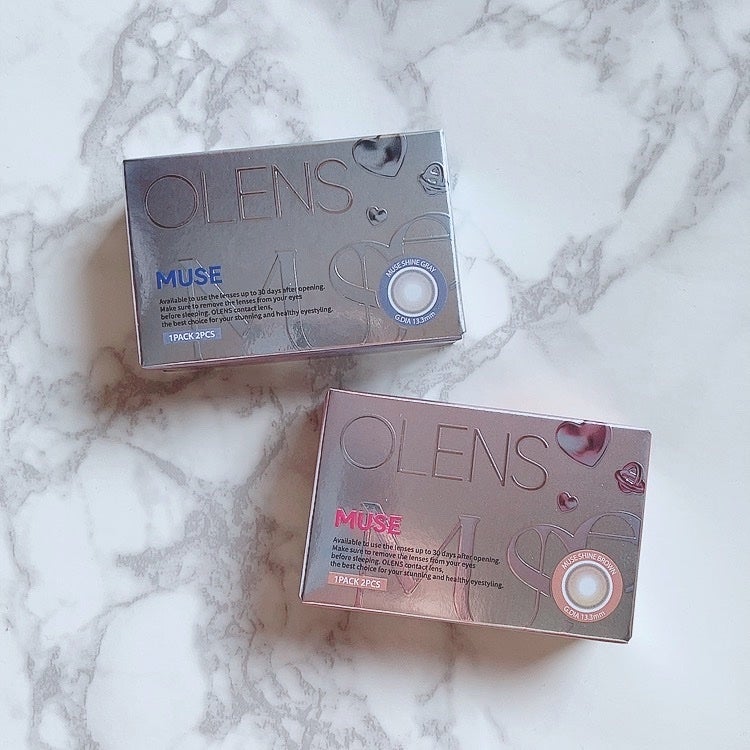 OLENS
MUSE
Available to use the lenses up to 30 days after opening.
Make sure to remove the lenses from your eyes
before sleeping. OLENS contact lens,
the best choice for your stunning and healthy eyestyling.
1PACK 2PCS
MUSE SHINE GRAY
G.DIA 13.3mm
OLENS
MUSE
Available to use the lenses up to 30 days after opening.
Make sure to remove the lenses from your eyes
before sleeping. OLENS contact lens,
the best choice for your stunning and healthy eyestyling.
1PACK 2PCS
MUSE SHINE BROWN
G.DIA 13.3mm